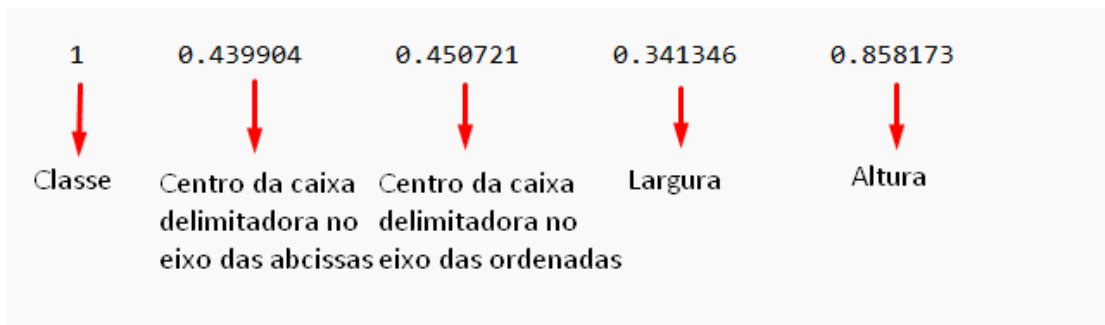 1 0.439904 0.450721 0.341346 0.858173
Classe Centro da caixa Centro da caixa Largura Altura
delimitadora no delimitadora no
eixo das abcissas eixo das ordenadas